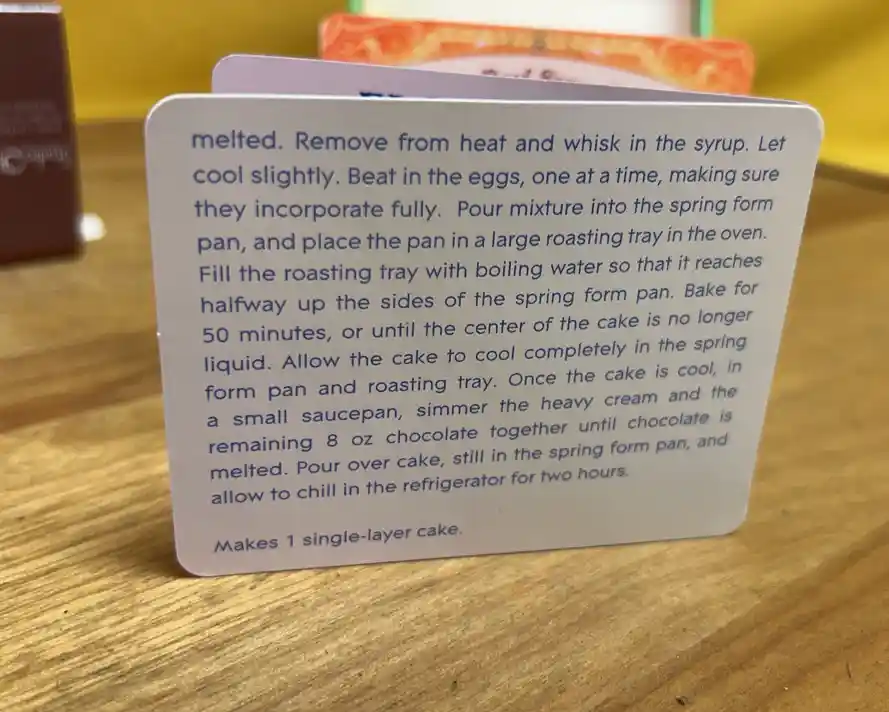 melted. Remove from heat and whisk in the syrup. Let
cool slightly. Beat in the eggs, one at a time, making sure
they incorporate fully. Pour mixture into the spring form
pan, and place the pan in a large roasting tray in the oven.
Fill the roasting tray with boiling water so that it reaches
halfway up the sides of the spring form pan. Bake for
50 minutes, or until the center of the cake is no longer
liquid. Allow the cake to cool completely in the spring
form pan and roasting tray. Once the cake is cool, in
a small saucepan, simmer the heavy cream and the
remaining 8 oz chocolate together until chocolate is
melted. Pour over cake, still in the spring form pan, and
allow to chill in the refrigerator for two hours.
Makes 1 single-layer cake.